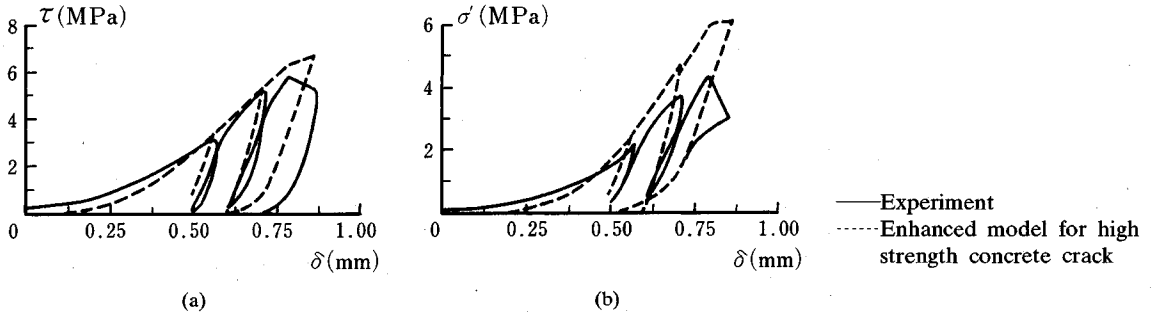 τ (MPa)
8
6
4
2
0
0.25
0.50
0.75
1.00
δ (mm)
(a)
σ' (MPa)
6
4
2
0
0.25
0.50
0.75
1.00
δ (mm)
(b)
Experiment
Enhanced model for high
strength concrete crack